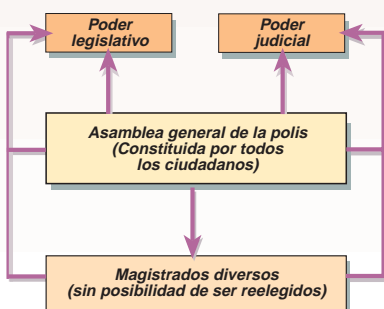 Poder
legislativo
Poder
judicial
Asamblea general de la polis
(Constituida por todos
los ciudadanos)
Magistrados diversos
(sin posibilidad de ser reelegidos)